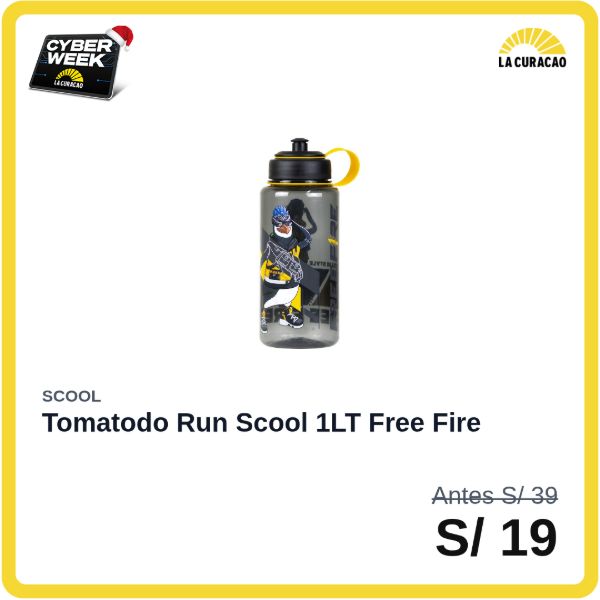 CYBER
WEEK
LA CURACAO
LA CURACAO
SCOOL
Tomatodo Run Scool 1LT Free Fire
Antes S/ 39
S/ 19